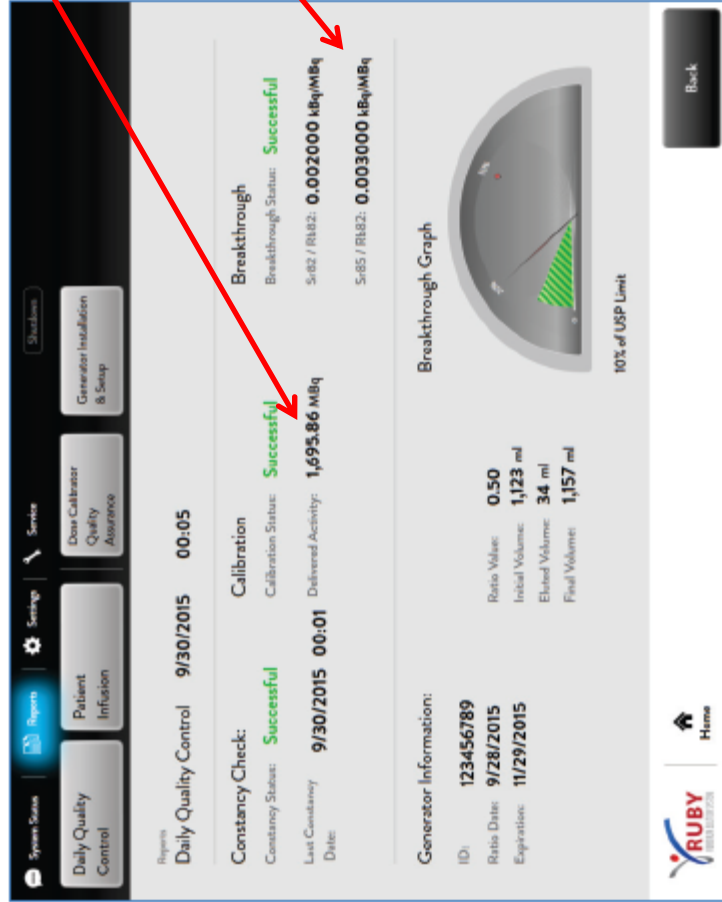 System Status
Reports
Settings
Service
Shutdown
Daily Quality
Control
Patient
Infusion
Dose Calibrator
Quality
Assurance
Generator Installation
& Setup
Reports
Daily Quality Control 9/30/2015 00:05
Constancy Check:
Constancy Status: Successful
Last Constancy
Date:
9/30/2015 00:01
Calibration
Calibration Status: Successful
Delivered Activity: 1,695.86 MBq
Breakthrough
Breakthrough Status: Successful
Sr82 / Rb82: 0.002000 kBq/MBq
Sr85 / Rb82: 0.003000 kBq/MBq
Generator Information:
ID: 123456789
Ratio Date: 9/28/2015
Expiration: 11/29/2015
Ratio Value: 0.50
Initial Volume: 1,123 ml
Eluted Volume: 34 ml
Final Volume: 1,157 ml
Breakthrough Graph
10% of USP Limit
RUBY
Home
Back